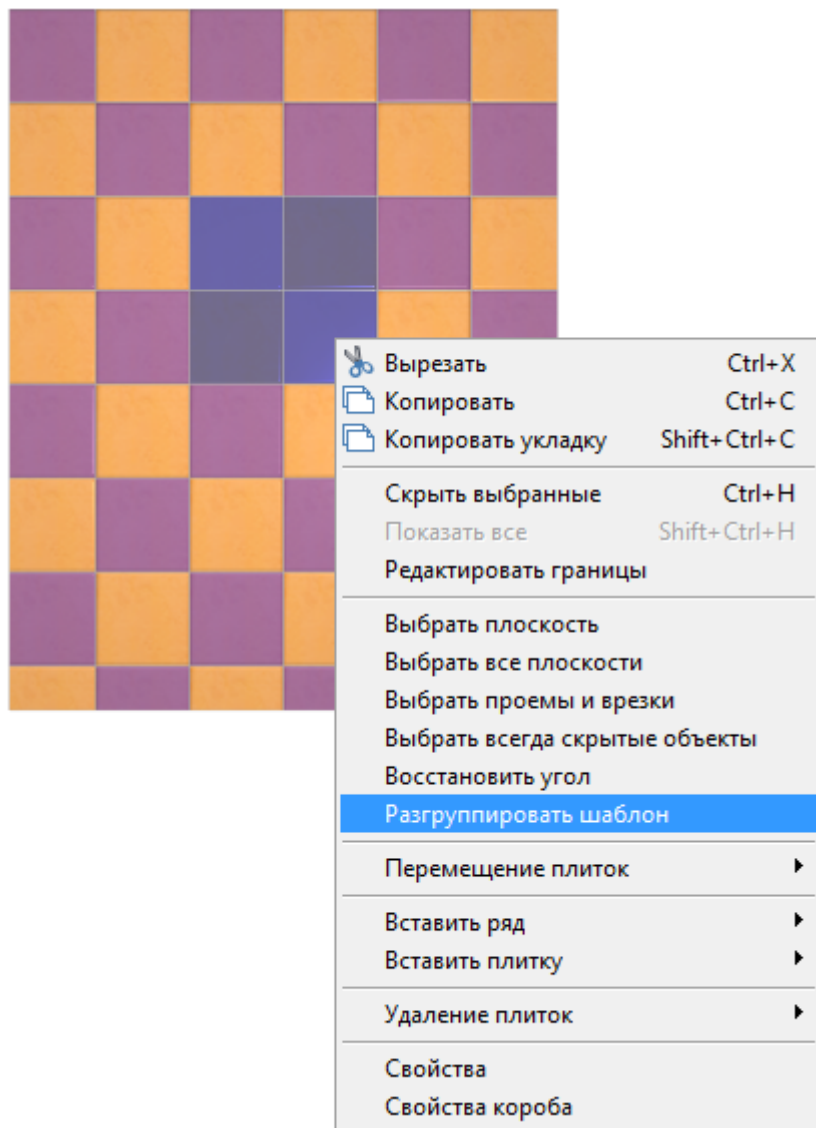 Вырезать Ctrl+X
Копировать Ctrl+C
Копировать укладку Shift+Ctrl+C
Скрыть выбранные Ctrl+H
Показать все Shift+Ctrl+H
Редактировать границы
Выбрать плоскость
Выбрать все плоскости
Выбрать проемы и врезки
Выбрать всегда скрытые объекты
Восстановить угол
Разгруппировать шаблон
Перемещение плиток
Вставить ряд
Вставить плитку
Удаление плиток
Свойства
Свойства короба